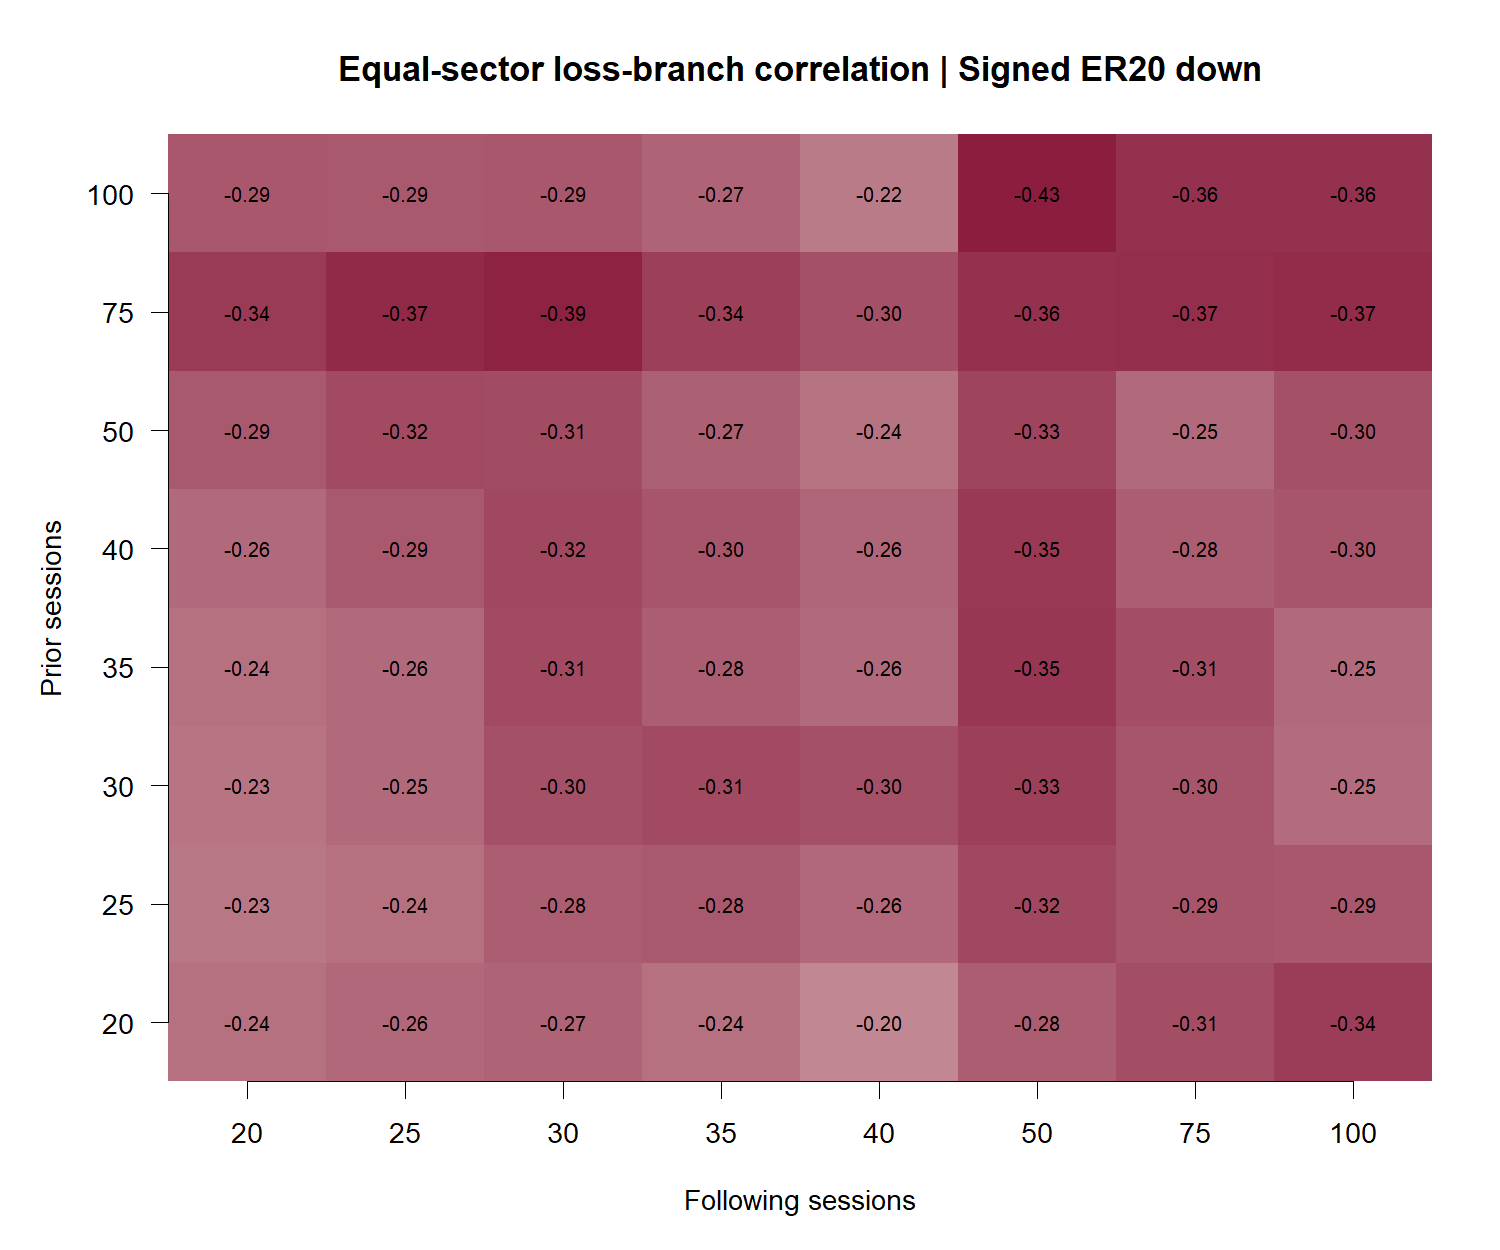 Equal-sector loss-branch correlation | Signed ER20 down
100 -0.29 -0.29 -0.29 -0.27 -0.22 -0.43 -0.36 -0.36
75 -0.34 -0.37 -0.39 -0.34 -0.30 -0.36 -0.37 -0.37
50 -0.29 -0.32 -0.31 -0.27 -0.24 -0.33 -0.25 -0.30
40 -0.26 -0.29 -0.32 -0.30 -0.26 -0.35 -0.28 -0.30
35 -0.24 -0.26 -0.31 -0.28 -0.26 -0.35 -0.31 -0.25
30 -0.23 -0.25 -0.30 -0.31 -0.30 -0.33 -0.30 -0.25
25 -0.23 -0.24 -0.28 -0.28 -0.26 -0.32 -0.29 -0.29
20 -0.24 -0.26 -0.27 -0.24 -0.20 -0.28 -0.31 -0.34
Prior sessions
20 25 30 35 40 50 75 100
Following sessions